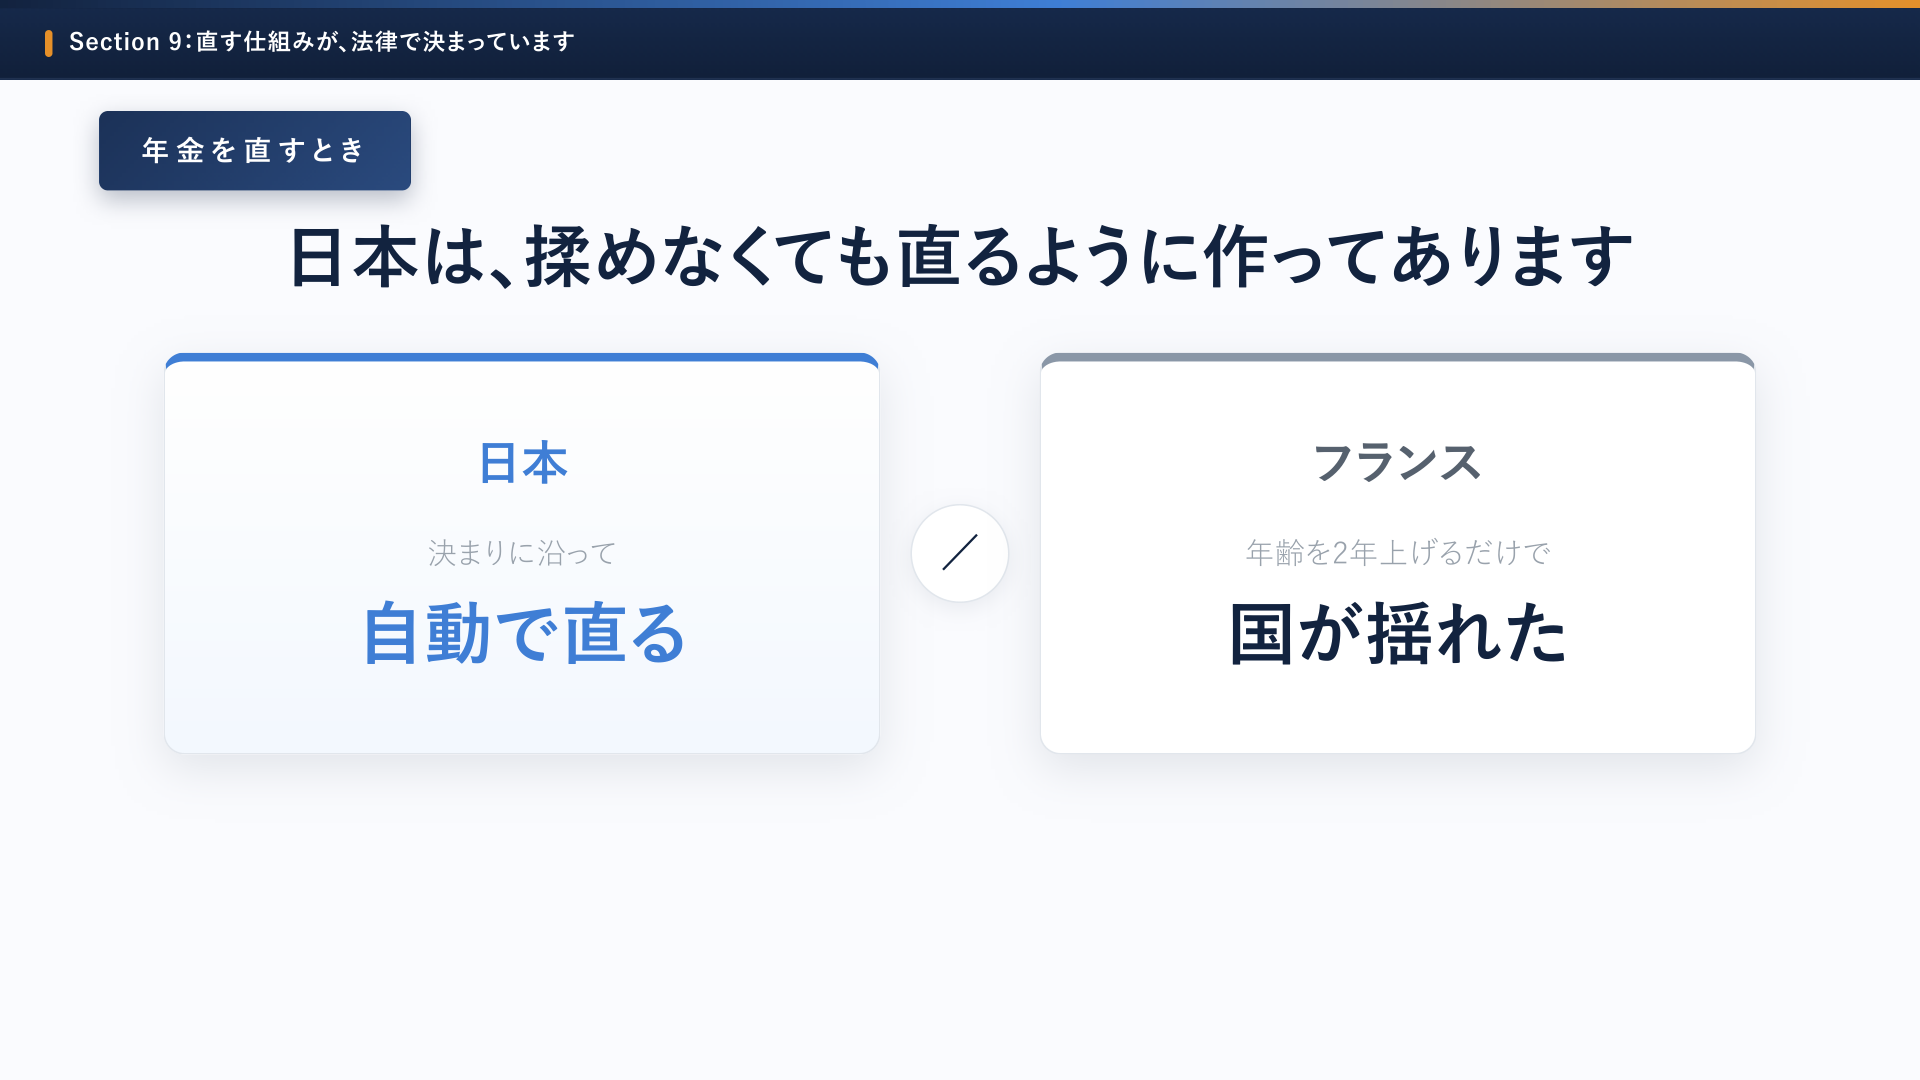 Section 9：直す仕組みが、法律で決まっています
年金を直すとき
日本は、揉めなくても直るように作ってあります
日本
決まりに沿って
自動で直る
／
フランス
年齢を2年上げるだけで
国が揺れた